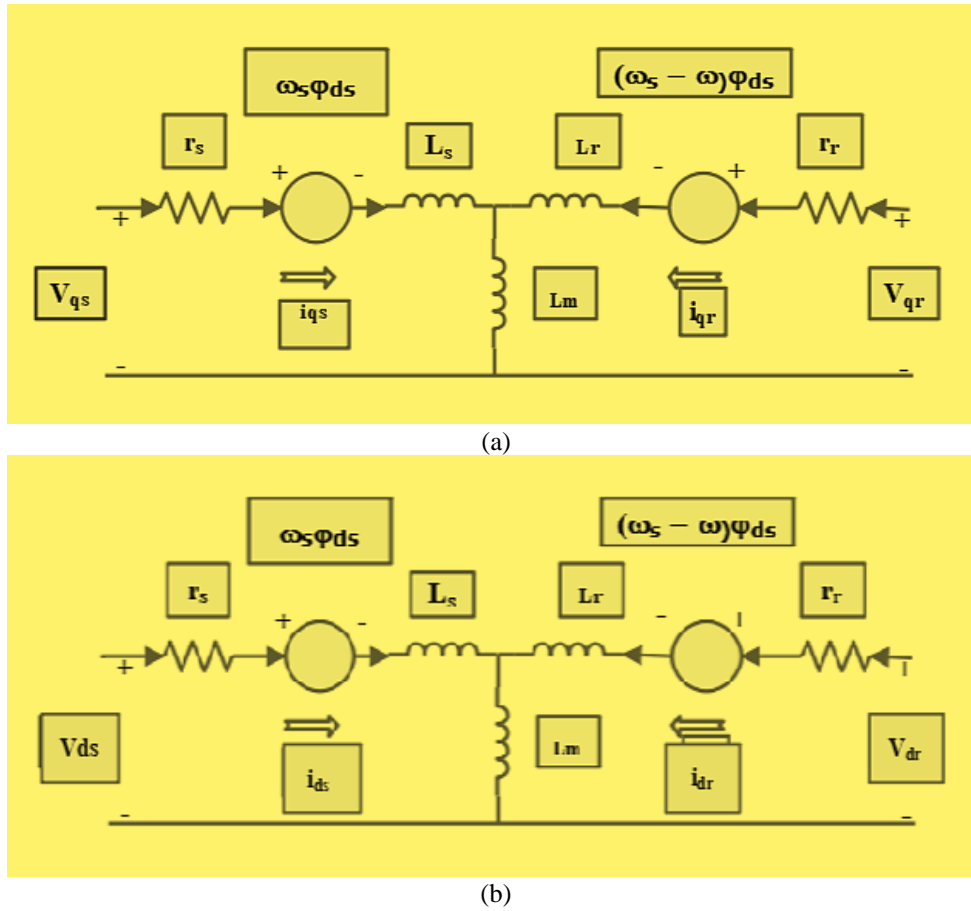 ωsφds (ωs − ω)φds
rs Ls Lr rr
+ - - +
+ +
Vqs iqs Lm iqr Vqr
- -
(a)
ωsφds (ωs − ω)φds
rs Ls Lr rr
+ - -
+
Vds ids Lm idr Vdr
- -
(b)